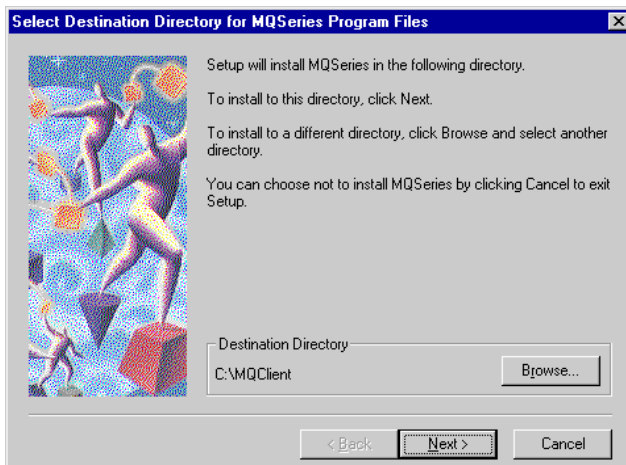 Select Destination Directory for MQSeries Program Files
Setup will install MQSeries in the following directory.
To install to this directory, click Next.
To install to a different directory, click Browse and select another
directory.
You can choose not to install MQSeries by clicking Cancel to exit
Setup.
Destination Directory
C:\MQClient
Browse...
< Back
Next >
Cancel